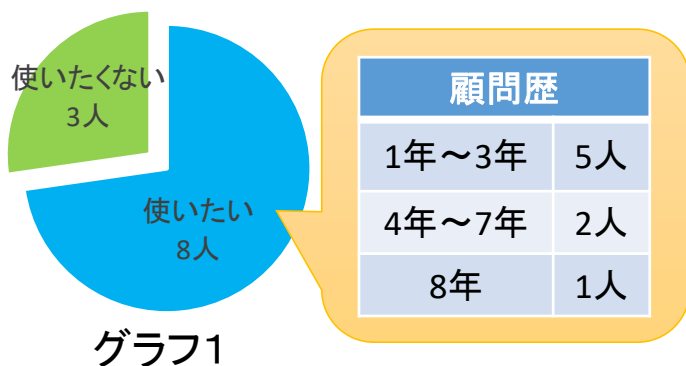 使いたくない
3人
使いたい
8人
グラフ1
顧問歴
1年～3年 5人
4年～7年 2人
8年 1人